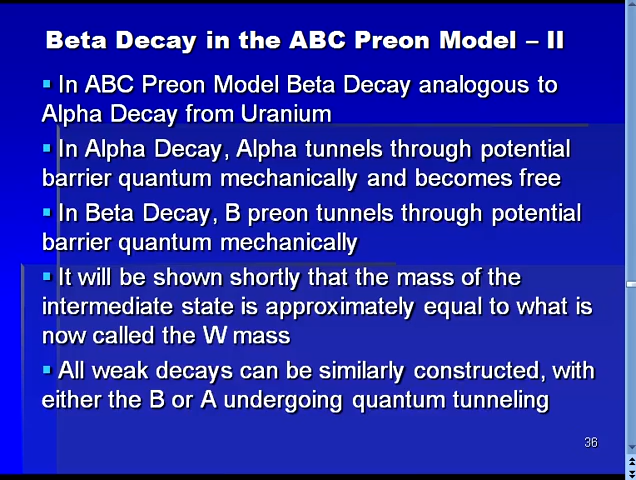 Beta Decay in the ABC Preon Model – II
▪ In ABC Preon Model Beta Decay analogous to
Alpha Decay from Uranium
▪ In Alpha Decay, Alpha tunnels through potential
barrier quantum mechanically and becomes free
▪ In Beta Decay, B preon tunnels through potential
barrier quantum mechanically
▪ It will be shown shortly that the mass of the
intermediate state is approximately equal to what is
now called the W mass
▪ All weak decays can be similarly constructed, with
either the B or A undergoing quantum tunneling
36